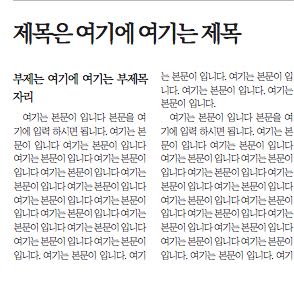 제목은 여기에 여기는 제목
부제는 여기에 여기는 부제목
자리
여기는 본문이 입니다 본문을 여
기에 입력 하시면 됩니다. 여기는 본
문이 입니다 여기는 본문이 입니다
여기는 본문이 입니다 여기는 본문이
입니다 여기는 본문이 입니다 여기는
본문이 입니다 여기는 본문이 입니다
여기는 본문이 입니다 여기는 본문이
입니다 여기는 본문이 입니다 여기는
본문이 입니다 여기는 본문이 입니다
여기는 본문이 입니다 여기는 본문이
입니다. 여기는 본문이 입니다. 여기
는 본문이 입니다. 여기는 본문이 입
니다. 여기는 본문이 입니다. 여기는
본문이 입니다.
여기는 본문이 입니다 본문을 여
기에 입력 하시면 됩니다. 여기는 본
문이 입니다 여기는 본문이 입니다
여기는 본문이 입니다 여기는 본문이
입니다 여기는 본문이 입니다 여기는
본문이 입니다 여기는 본문이 입니다
여기는 본문이 입니다 여기는 본문이
입니다 여기는 본문이 입니다 여기는
본문이 입니다 여기는 본문이 입니다
여기는 본문이 입니다 여기는 본문이
입니다. 여기는 본문이 입니다. 여기